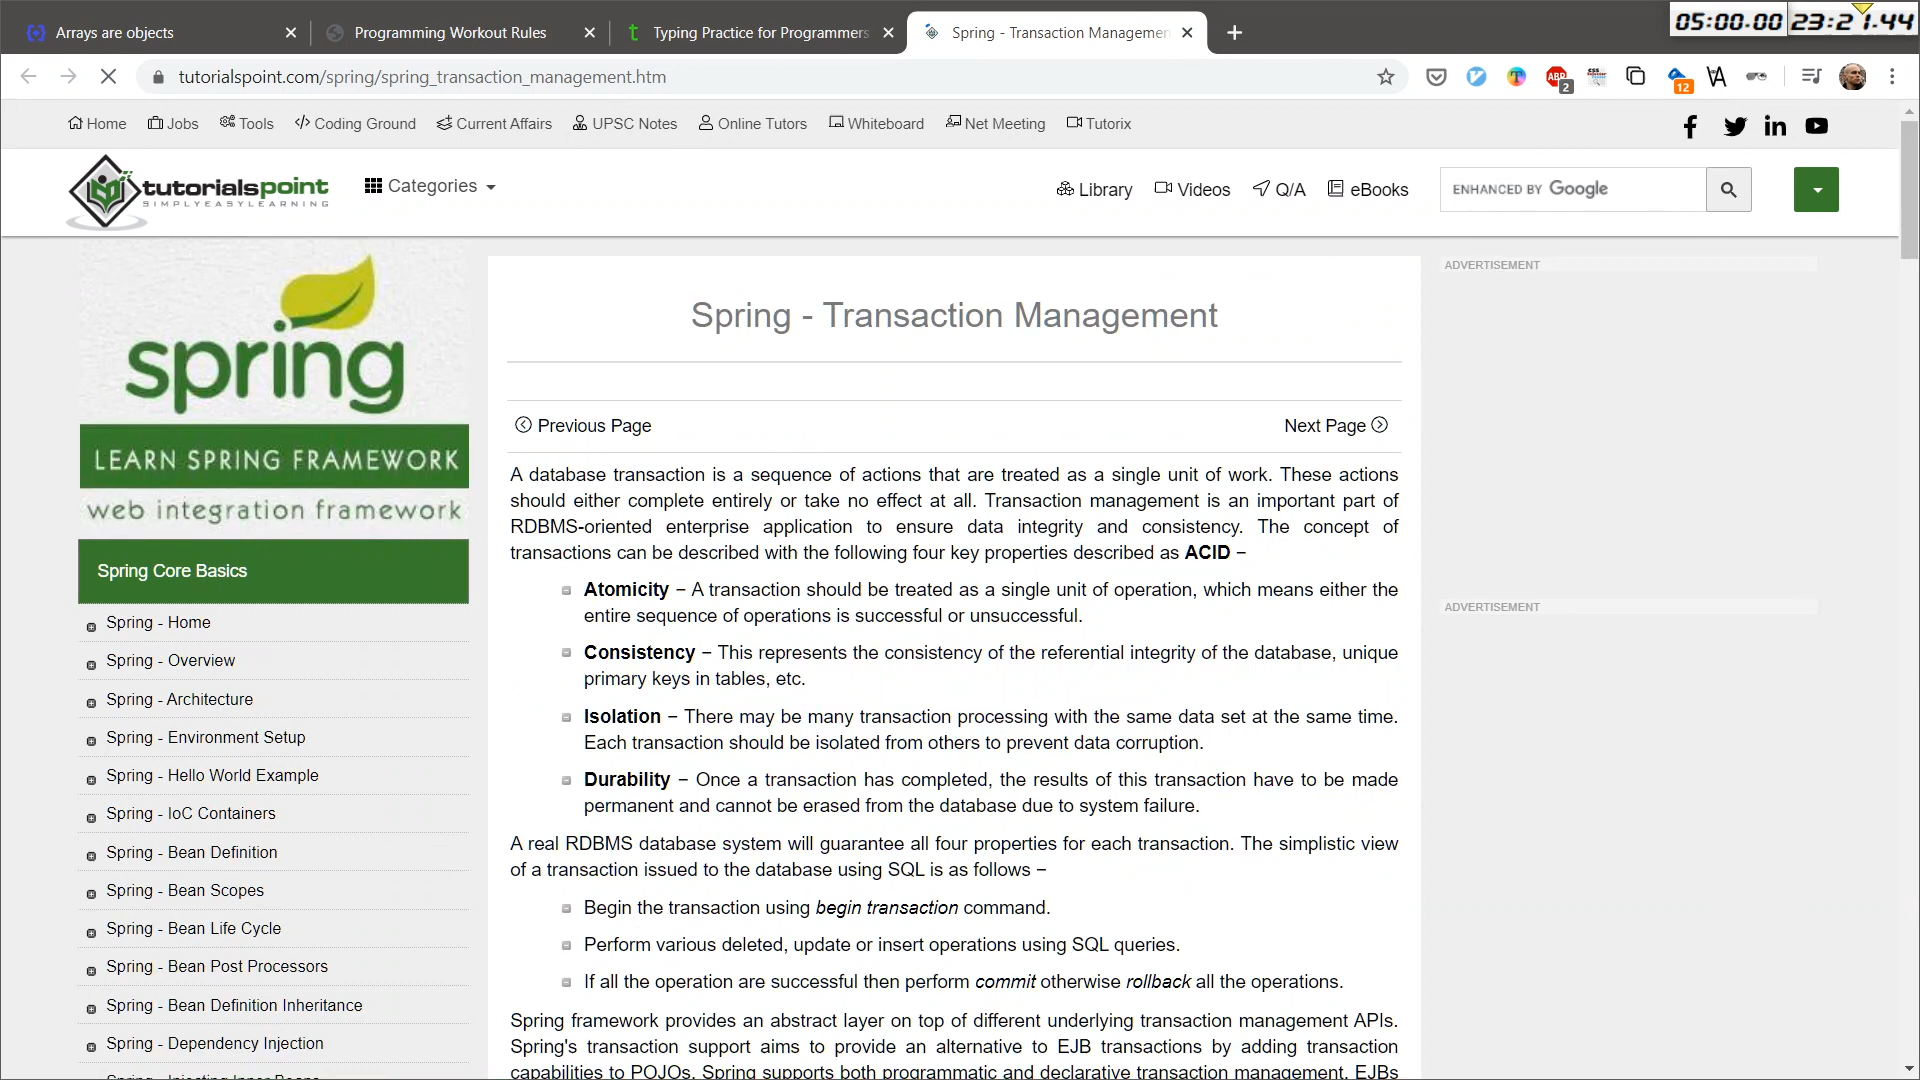 Arrays are objects
Programming Workout Rules
Typing Practice for Programmers
Spring - Transaction Managemen
05:00.00
23:21.44
tutorialspoint.com/spring/spring_transaction_management.htm
ABP
2
12
Home
Jobs
Tools
Coding Ground
Current Affairs
UPSC Notes
Online Tutors
Whiteboard
Net Meeting
Tutorix
tutorialspoint
SIMPLYEASYLEARNING
Categories
Library
Videos
Q/A
eBooks
ENHANCED BY Google
spring
LEARN SPRING FRAMEWORK
web integration framework
Spring Core Basics
Spring - Home
Spring - Overview
Spring - Architecture
Spring - Environment Setup
Spring - Hello World Example
Spring - IoC Containers
Spring - Bean Definition
Spring - Bean Scopes
Spring - Bean Life Cycle
Spring - Bean Post Processors
Spring - Bean Definition Inheritance
Spring - Dependency Injection
Spring - Injecting Inner Beans
Spring - Transaction Management
Previous Page
Next Page
A database transaction is a sequence of actions that are treated as a single unit of work. These actions
should either complete entirely or take no effect at all. Transaction management is an important part of
RDBMS-oriented enterprise application to ensure data integrity and consistency. The concept of
transactions can be described with the following four key properties described as ACID −
Atomicity − A transaction should be treated as a single unit of operation, which means either the
entire sequence of operations is successful or unsuccessful.
Consistency − This represents the consistency of the referential integrity of the database, unique
primary keys in tables, etc.
Isolation − There may be many transaction processing with the same data set at the same time.
Each transaction should be isolated from others to prevent data corruption.
Durability − Once a transaction has completed, the results of this transaction have to be made
permanent and cannot be erased from the database due to system failure.
A real RDBMS database system will guarantee all four properties for each transaction. The simplistic view
of a transaction issued to the database using SQL is as follows −
Begin the transaction using begin transaction command.
Perform various deleted, update or insert operations using SQL queries.
If all the operation are successful then perform commit otherwise rollback all the operations.
Spring framework provides an abstract layer on top of different underlying transaction management APIs.
Spring's transaction support aims to provide an alternative to EJB transactions by adding transaction
capabilities to POJOs. Spring supports both programmatic and declarative transaction management. EJBs
ADVERTISEMENT
ADVERTISEMENT